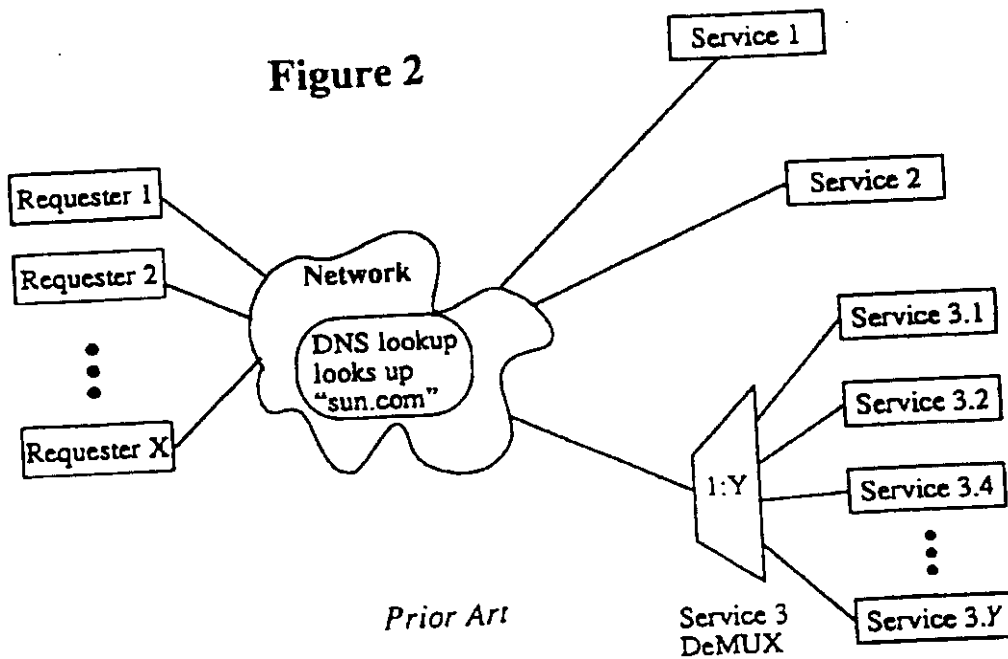 Figure 2
Service 1
Service 2
Requester 1
Requester 2
Requester X
Network
DNS lookup
looks up
“sun.com”
1:Y
Service 3.1
Service 3.2
Service 3.4
Service 3.Y
Service 3
DeMUX
Prior Art